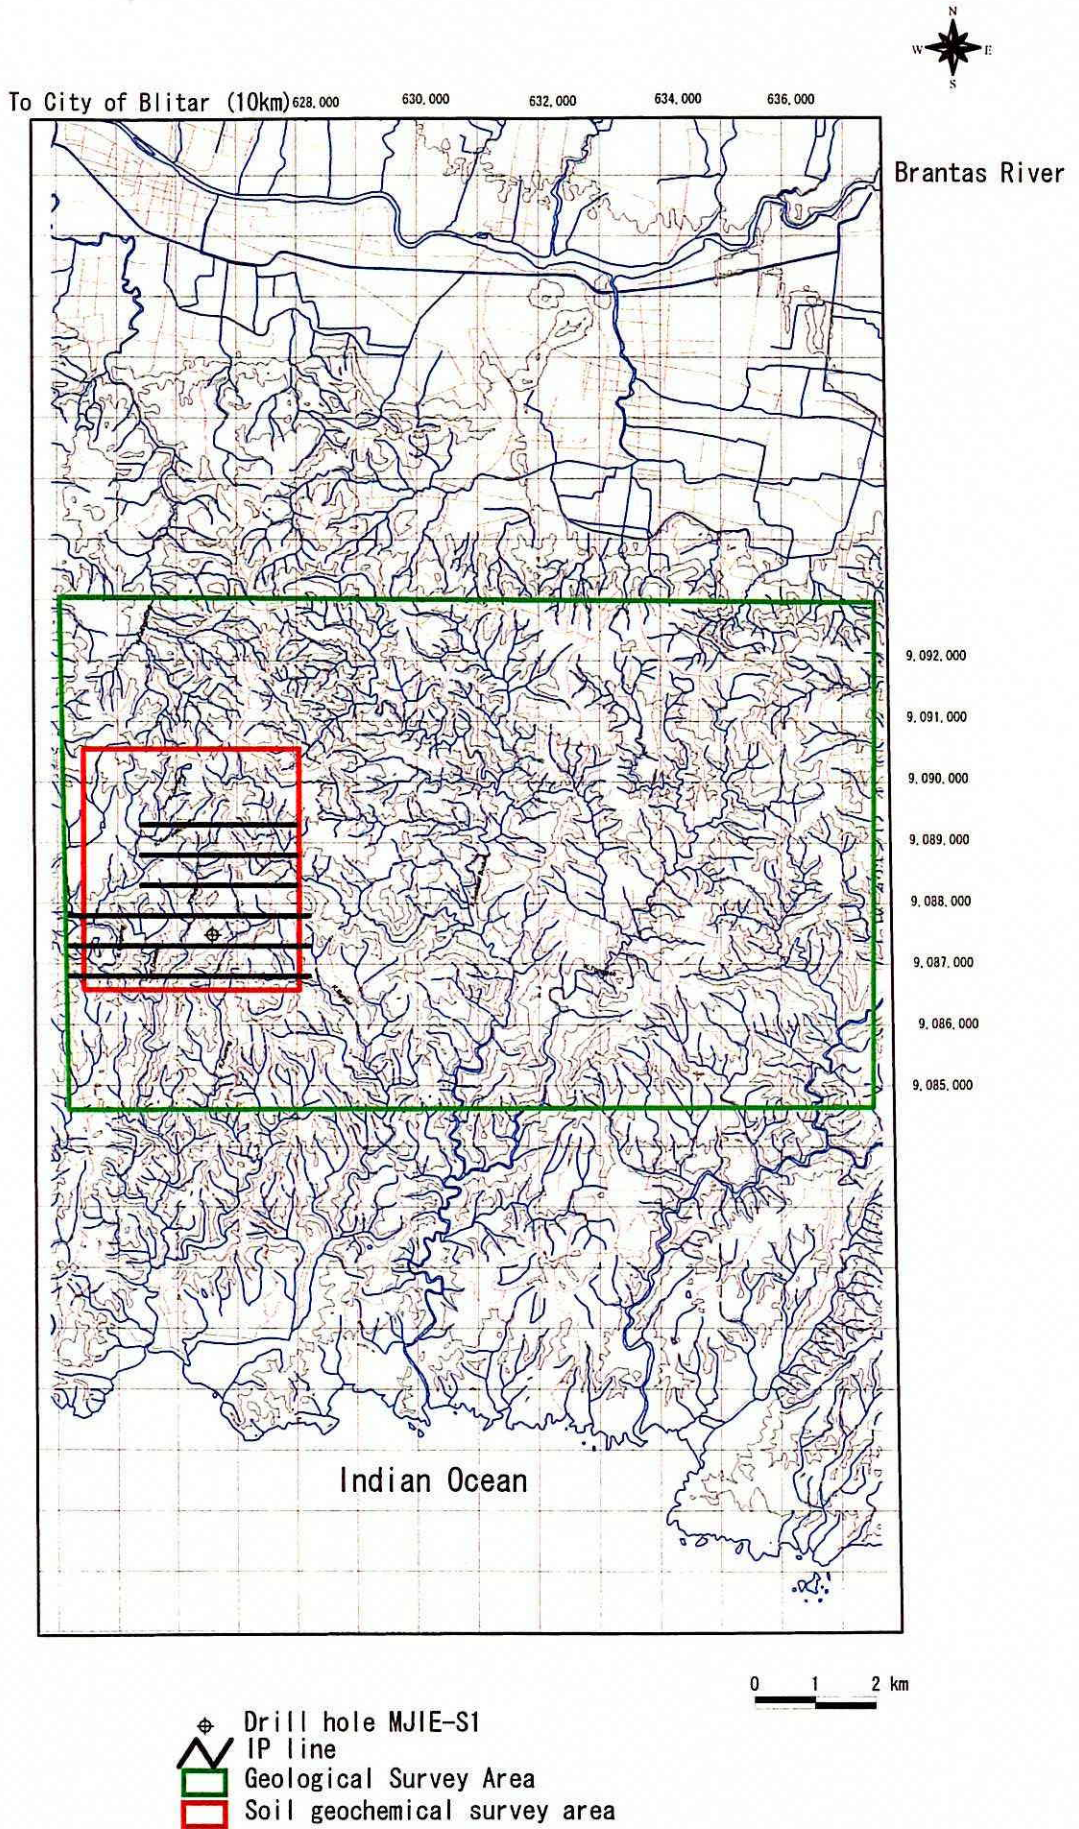 N
W E
S
To City of Blitar (10km) 628,000 630,000 632,000 634,000 636,000
Brantas River
9,092,000
9,091,000
9,090,000
9,089,000
9,088,000
9,087,000
9,086,000
9,085,000
Indian Ocean
0 1 2 km
Drill hole MJIE-S1
IP line
Geological Survey Area
Soil geochemical survey area